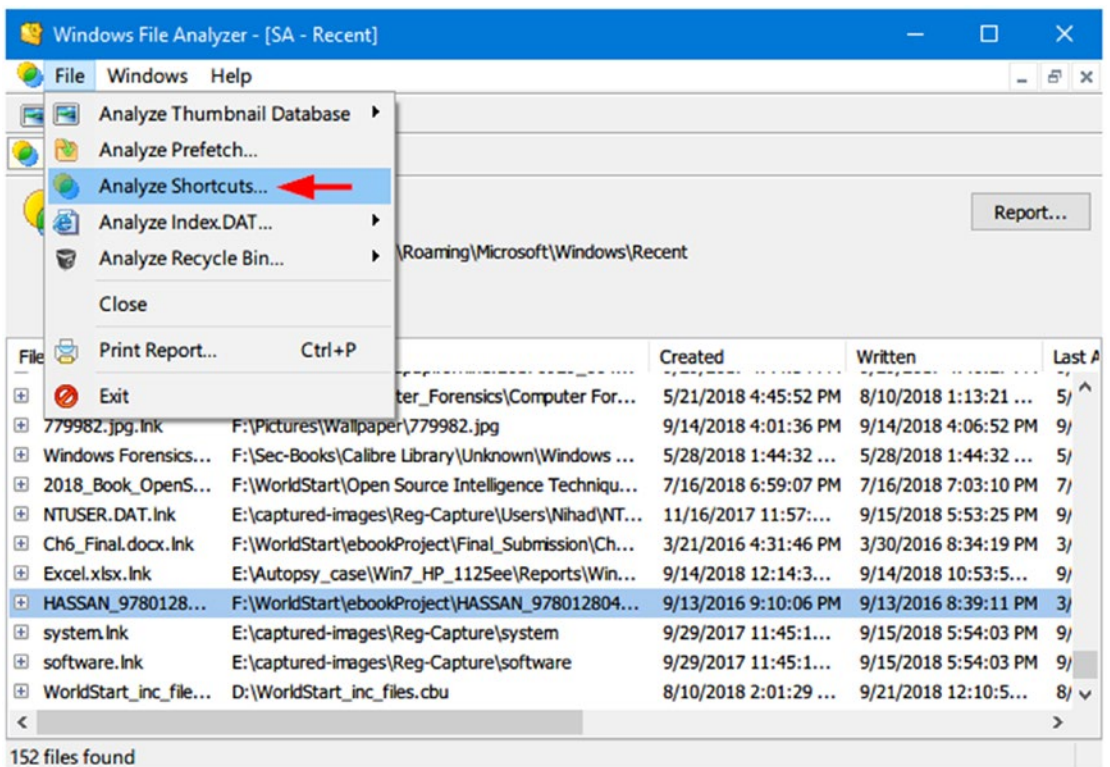 Windows File Analyzer - [SA - Recent]
File Windows Help
Analyze Thumbnail Database
Analyze Prefetch...
Analyze Shortcuts...
Analyze Index.DAT...
Analyze Recycle Bin...
Close
Print Report... Ctrl+P
Exit
Report...
\Roaming\Microsoft\Windows\Recent
File Created Written Last A
ter_Forensics\Computer For... 5/21/2018 4:45:52 PM 8/10/2018 1:13:21 ... 5/
779982.jpg.lnk F:\Pictures\Wallpaper\779982.jpg 9/14/2018 4:01:36 PM 9/14/2018 4:06:52 PM 9/
Windows Forensics... F:\Sec-Books\Calibre Library\Unknown\Windows ... 5/28/2018 1:44:32 ... 5/28/2018 1:44:32 ... 5/
2018_Book_OpenS... F:\WorldStart\Open Source Intelligence Techniqu... 7/16/2018 6:59:07 PM 7/16/2018 7:03:10 PM 7/
NTUSER.DAT.lnk E:\captured-images\Reg-Capture\Users\Nihad\NT... 11/16/2017 11:57:... 9/15/2018 5:53:25 PM 9/
Ch6_Final.docx.lnk F:\WorldStart\ebookProject\Final_Submission\Ch... 3/21/2016 4:31:46 PM 3/30/2016 8:34:19 PM 3/
Excel.xlsx.lnk E:\Autopsy_case\Win7_HP_1125ee\Reports\Win... 9/14/2018 12:14:3... 9/14/2018 10:53:5... 9/
HASSAN_9780128... F:\WorldStart\ebookProject\HASSAN_978012804... 9/13/2016 9:10:06 PM 9/13/2016 8:39:11 PM 3/
system.lnk E:\captured-images\Reg-Capture\system 9/29/2017 11:45:1... 9/15/2018 5:54:03 PM 9/
software.lnk E:\captured-images\Reg-Capture\software 9/29/2017 11:45:1... 9/15/2018 5:54:03 PM 9/
WorldStart_inc_file... D:\WorldStart_inc_files.cbu 8/10/2018 2:01:29 ... 9/21/2018 12:10:5... 8/
152 files found